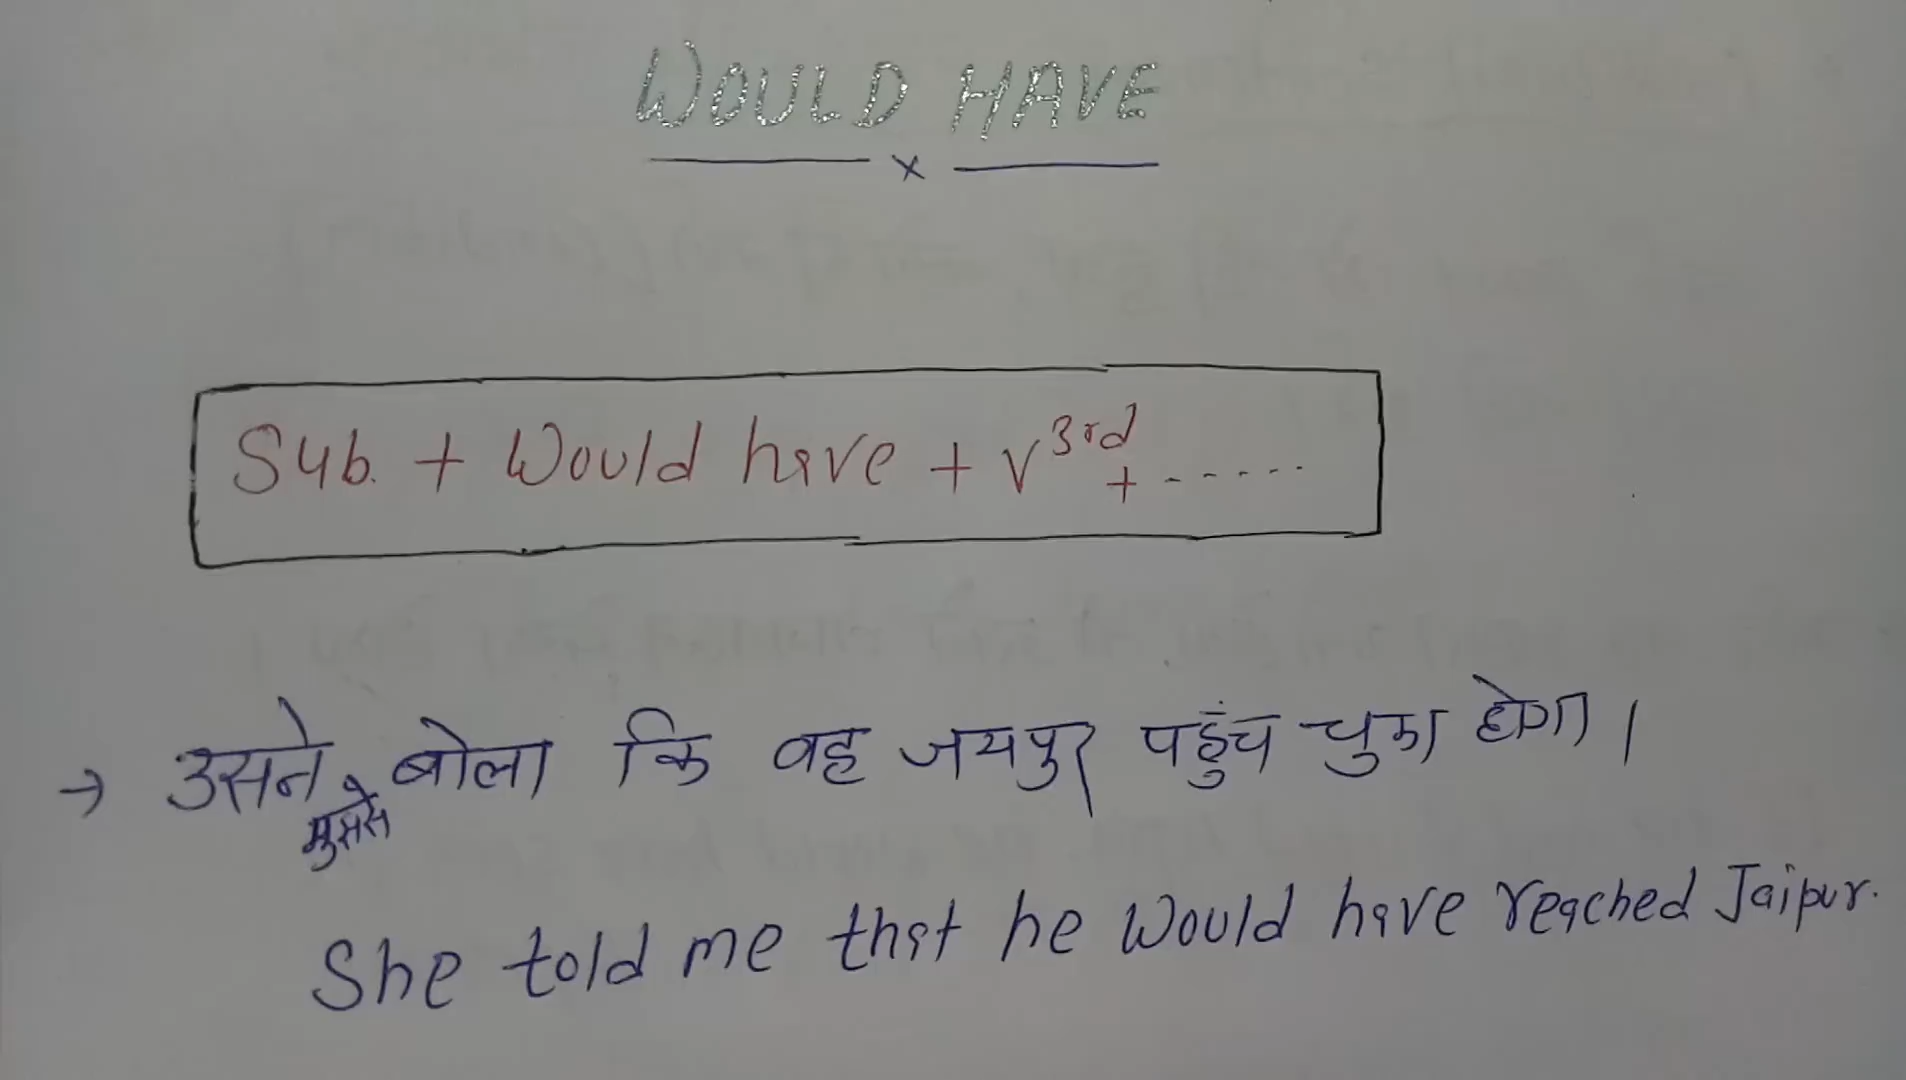 WOULD HAVE
Sub. + Would have + V3rd + ------
→ उसने मुझसे बोला कि वह जयपुर पहुंच चुका होगा।
She told me that he would have reached Jaipur.